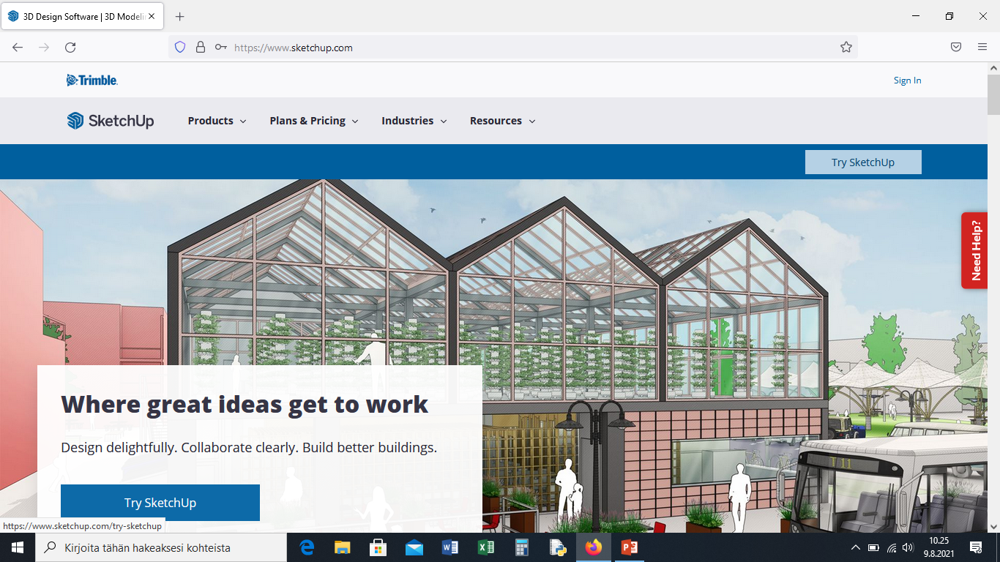 3D Design Software | 3D Modelin
https://www.sketchup.com
Trimble
Sign In
SketchUp
Products
Plans & Pricing
Industries
Resources
Try SketchUp
Need Help?
Where great ideas get to work
Design delightfully. Collaborate clearly. Build better buildings.
Try SketchUp
T 11
https://www.sketchup.com/try-sketchup
Kirjoita tähän hakeaksesi kohteista
10.25
9.8.2021